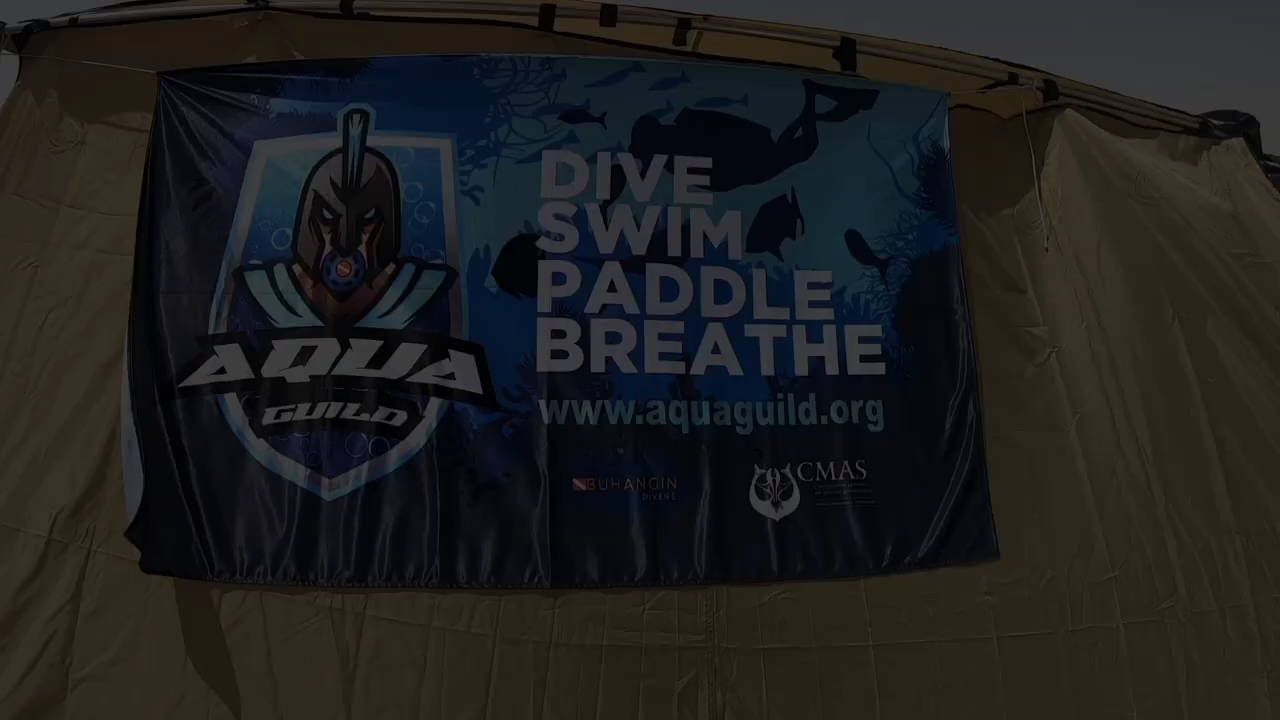 AQUA
GUILD
DIVE
SWIM
PADDLE
BREATHE
www.aquaguild.org
BUHANGIN
DIVERS
CMAS